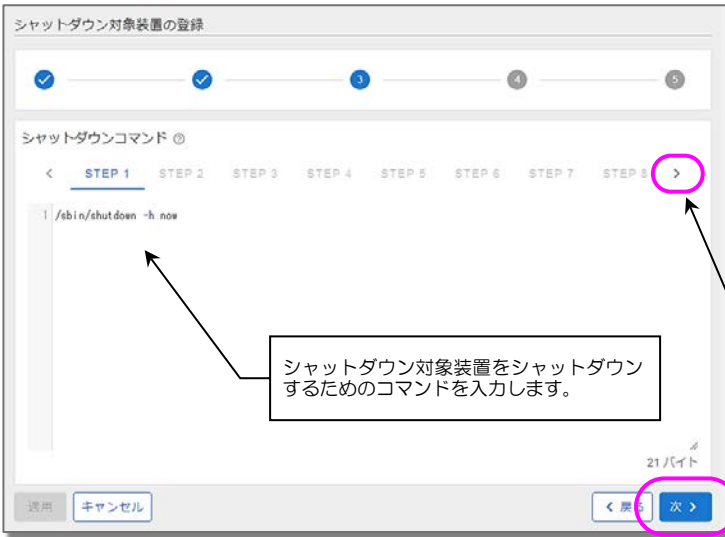 シャットダウン対象装置の登録
3 4 5
シャットダウンコマンド ?
< STEP 1 STEP 2 STEP 3 STEP 4 STEP 5 STEP 6 STEP 7 STEP 8 >
1 /sbin/shutdown -h now
シャットダウン対象装置をシャットダウン
するためのコマンドを入力します。
21 バイト
適用 キャンセル < 戻る 次 >